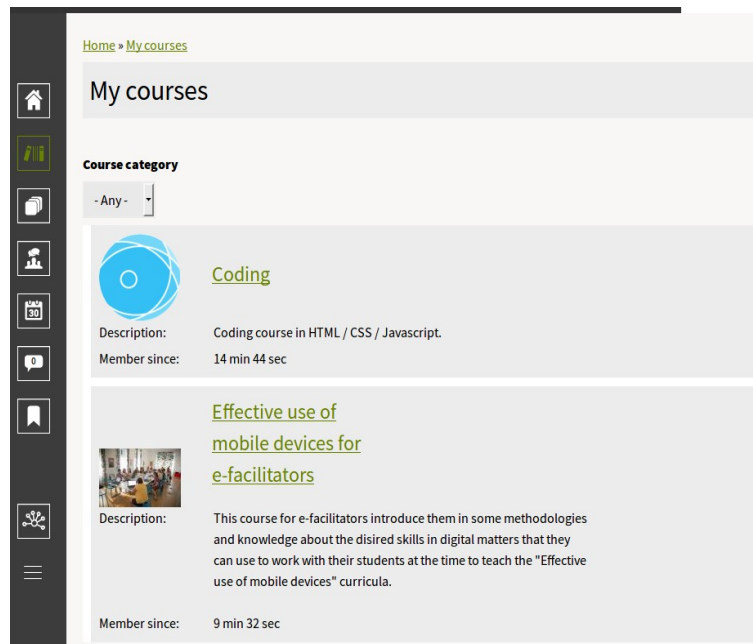 Home » My courses
My courses
Course category
- Any -
Coding
Description: Coding course in HTML / CSS / Javascript.
Member since: 14 min 44 sec
30
0
Effective use of
mobile devices for
e-facilitators
Description: This course for e-facilitators introduce them in some methodologies
and knowledge about the disired skills in digital matters that they
can use to work with their students at the time to teach the "Effective
use of mobile devices" curricula.
Member since: 9 min 32 sec